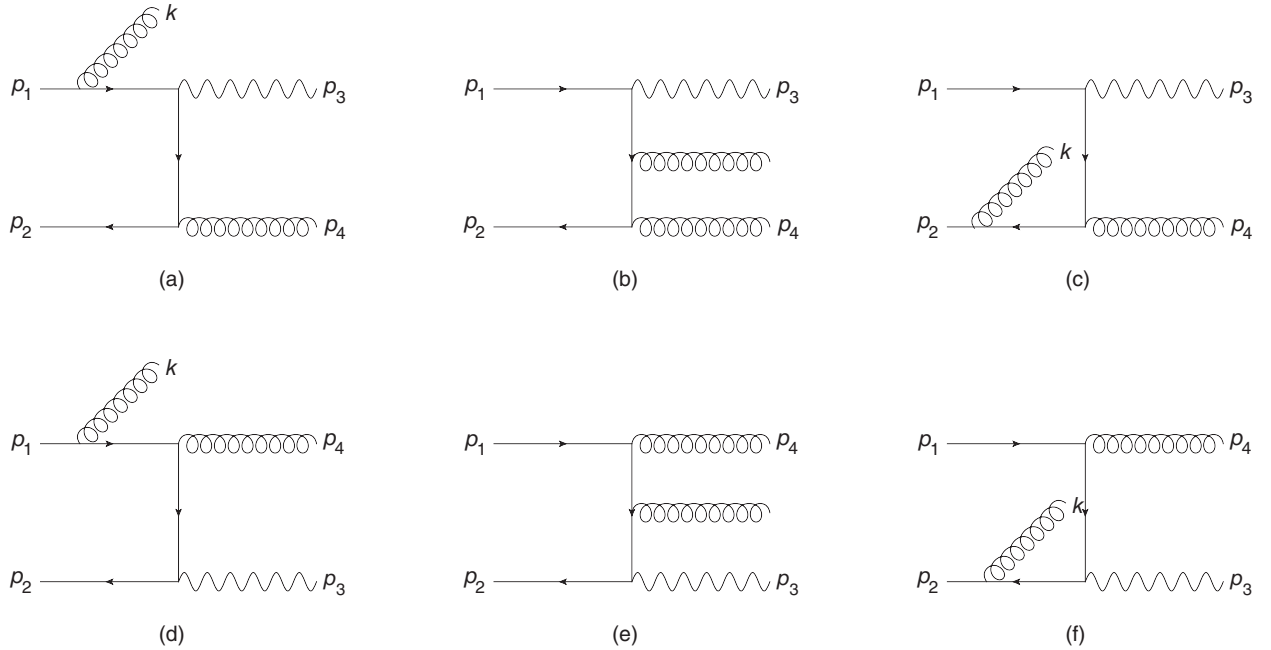 k
p1 p3 p1 p3 p1 p3
k
p2 p4 p2 p4 p2 p4
(a) (b) (c)
k
p1 p4 p1 p4 p1 p4
k
p2 p3 p2 p3 p2 p3
(d) (e) (f)